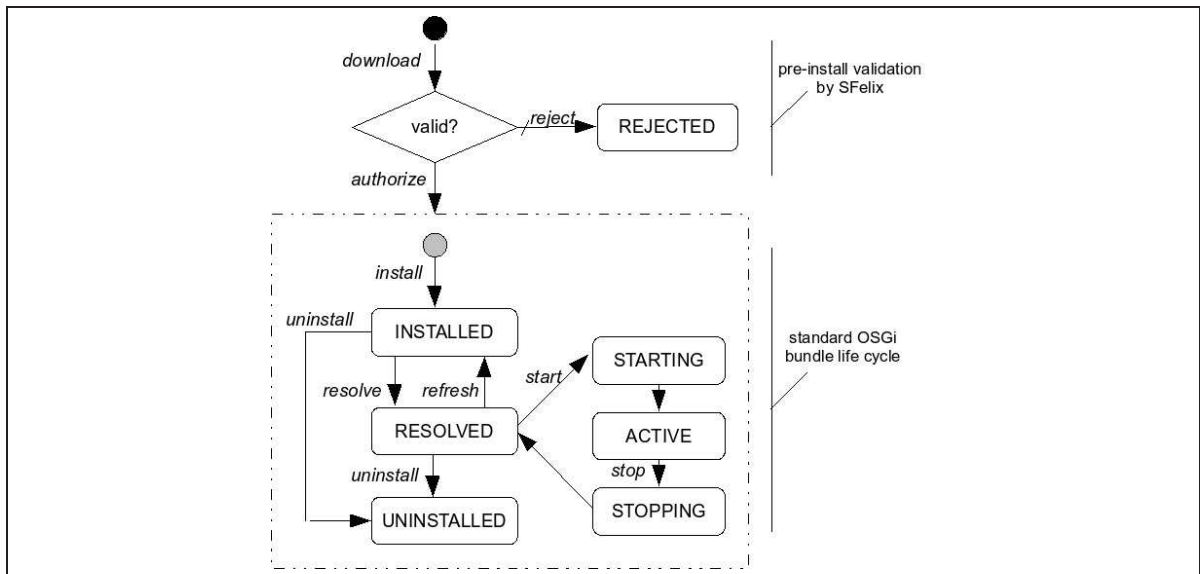 download
pre-install validation
by SFelix
valid?
reject
REJECTED
authorize
install
uninstall
INSTALLED
standard OSGi
bundle life cycle
STARTING
start
resolve
refresh
RESOLVED
ACTIVE
uninstall
stop
UNINSTALLED
STOPPING